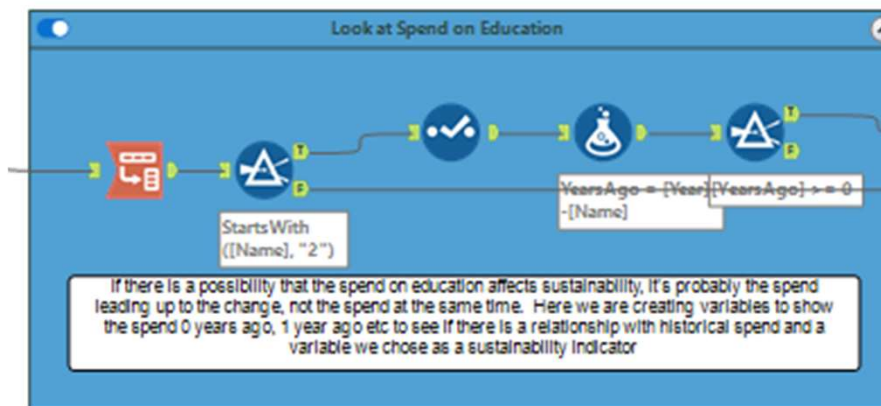 Look at Spend on Education
T
F
T
F
StartsWith
([Name], "2")
YearsAgo = [Year]
-[Name]
[YearsAgo] >= 0
If there is a possibility that the spend on education affects sustainability, it's probably the spend
leading up to the change, not the spend at the same time.  Here we are creating variables to show
the spend 0 years ago, 1 year ago etc to see if there is a relationship with historical spend and a
variable we chose as a sustainability indicator